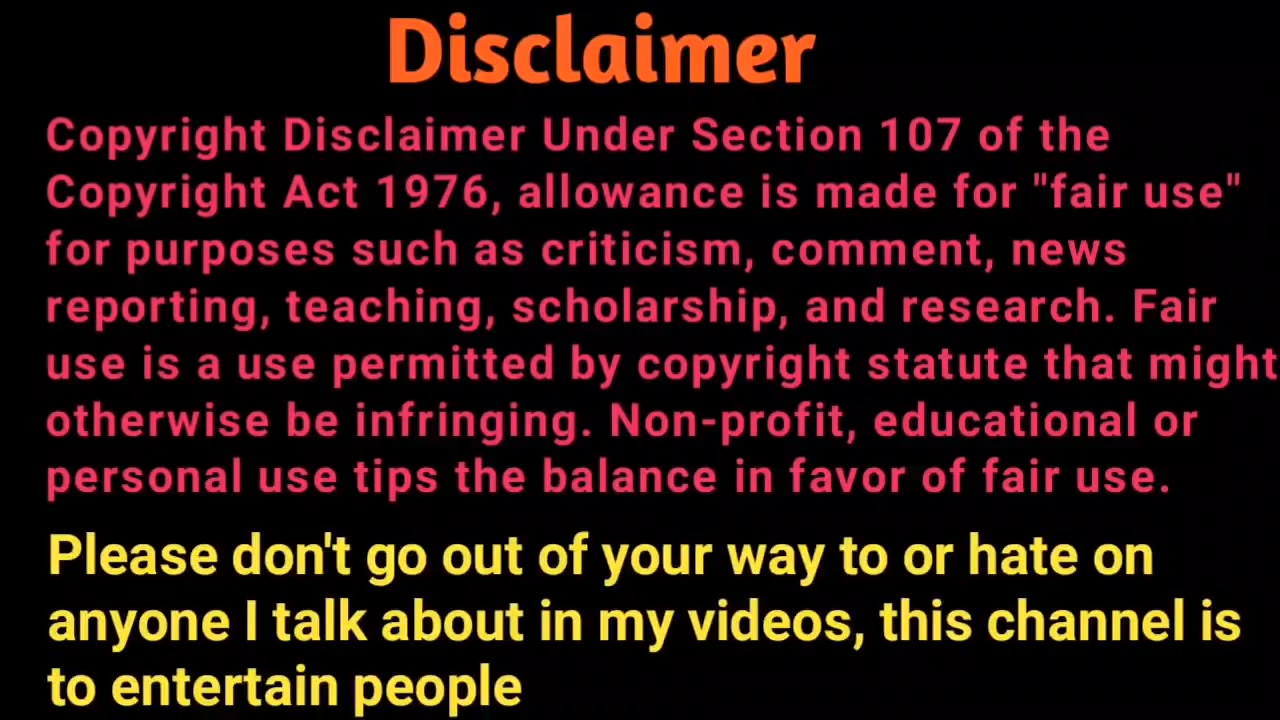 Disclaimer
Copyright Disclaimer Under Section 107 of the
Copyright Act 1976, allowance is made for "fair use"
for purposes such as criticism, comment, news
reporting, teaching, scholarship, and research. Fair
use is a use permitted by copyright statute that might
otherwise be infringing. Non-profit, educational or
personal use tips the balance in favor of fair use.
Please don't go out of your way to or hate on
anyone I talk about in my videos, this channel is
to entertain people